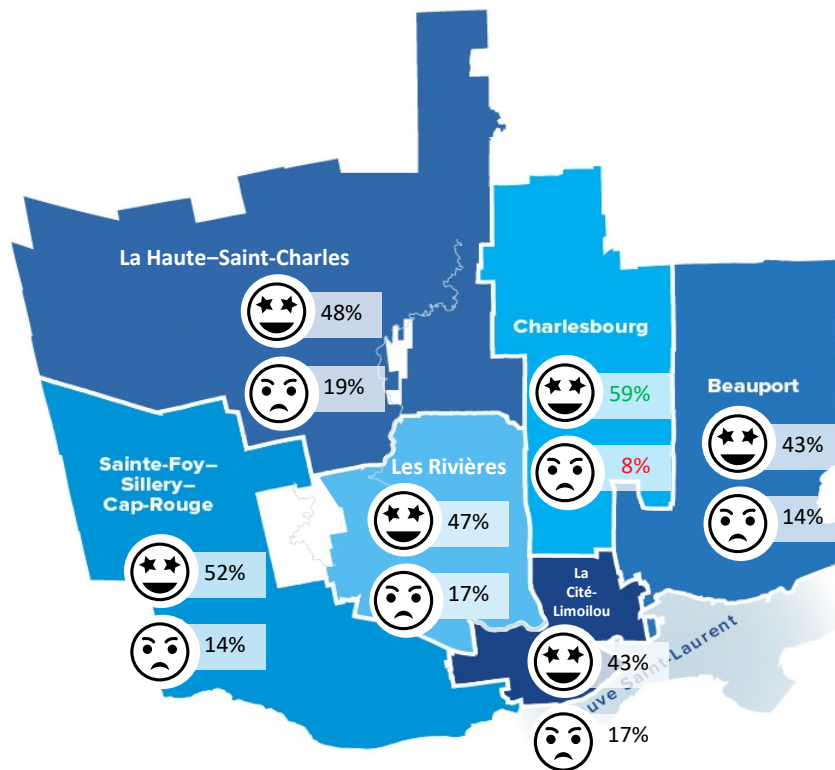 La Haute–Saint-Charles
48%
19%
Charlesbourg
59%
8%
Beauport
43%
14%
Sainte-Foy–
Sillery–
Cap-Rouge
52%
14%
Les Rivières
47%
17%
La
Cité-
Limoilou
43%
17%
uve Saint-Laurent